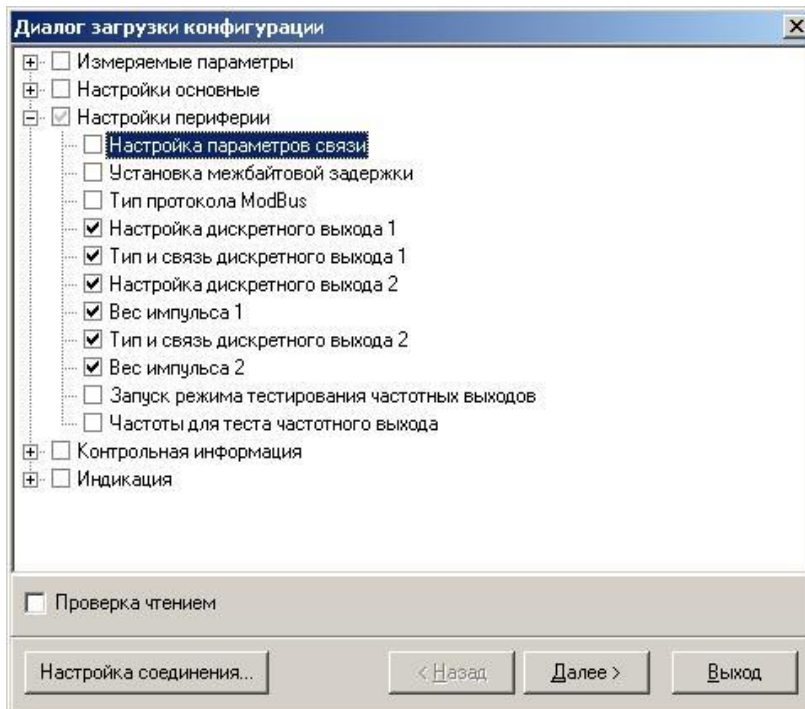 Диалог загрузки конфигурации
Измеряемые параметры
Настройки основные
Настройки периферии
Настройка параметров связи
Установка межбайтовой задержки
Тип протокола ModBus
Настройка дискретного выхода 1
Тип и связь дискретного выхода 1
Настройка дискретного выхода 2
Вес импульса 1
Тип и связь дискретного выхода 2
Вес импульса 2
Запуск режима тестирования частотных выходов
Частоты для теста частотного выхода
Контрольная информация
Индикация
Проверка чтением
Настройка соединения... < Назад Далее > Выход